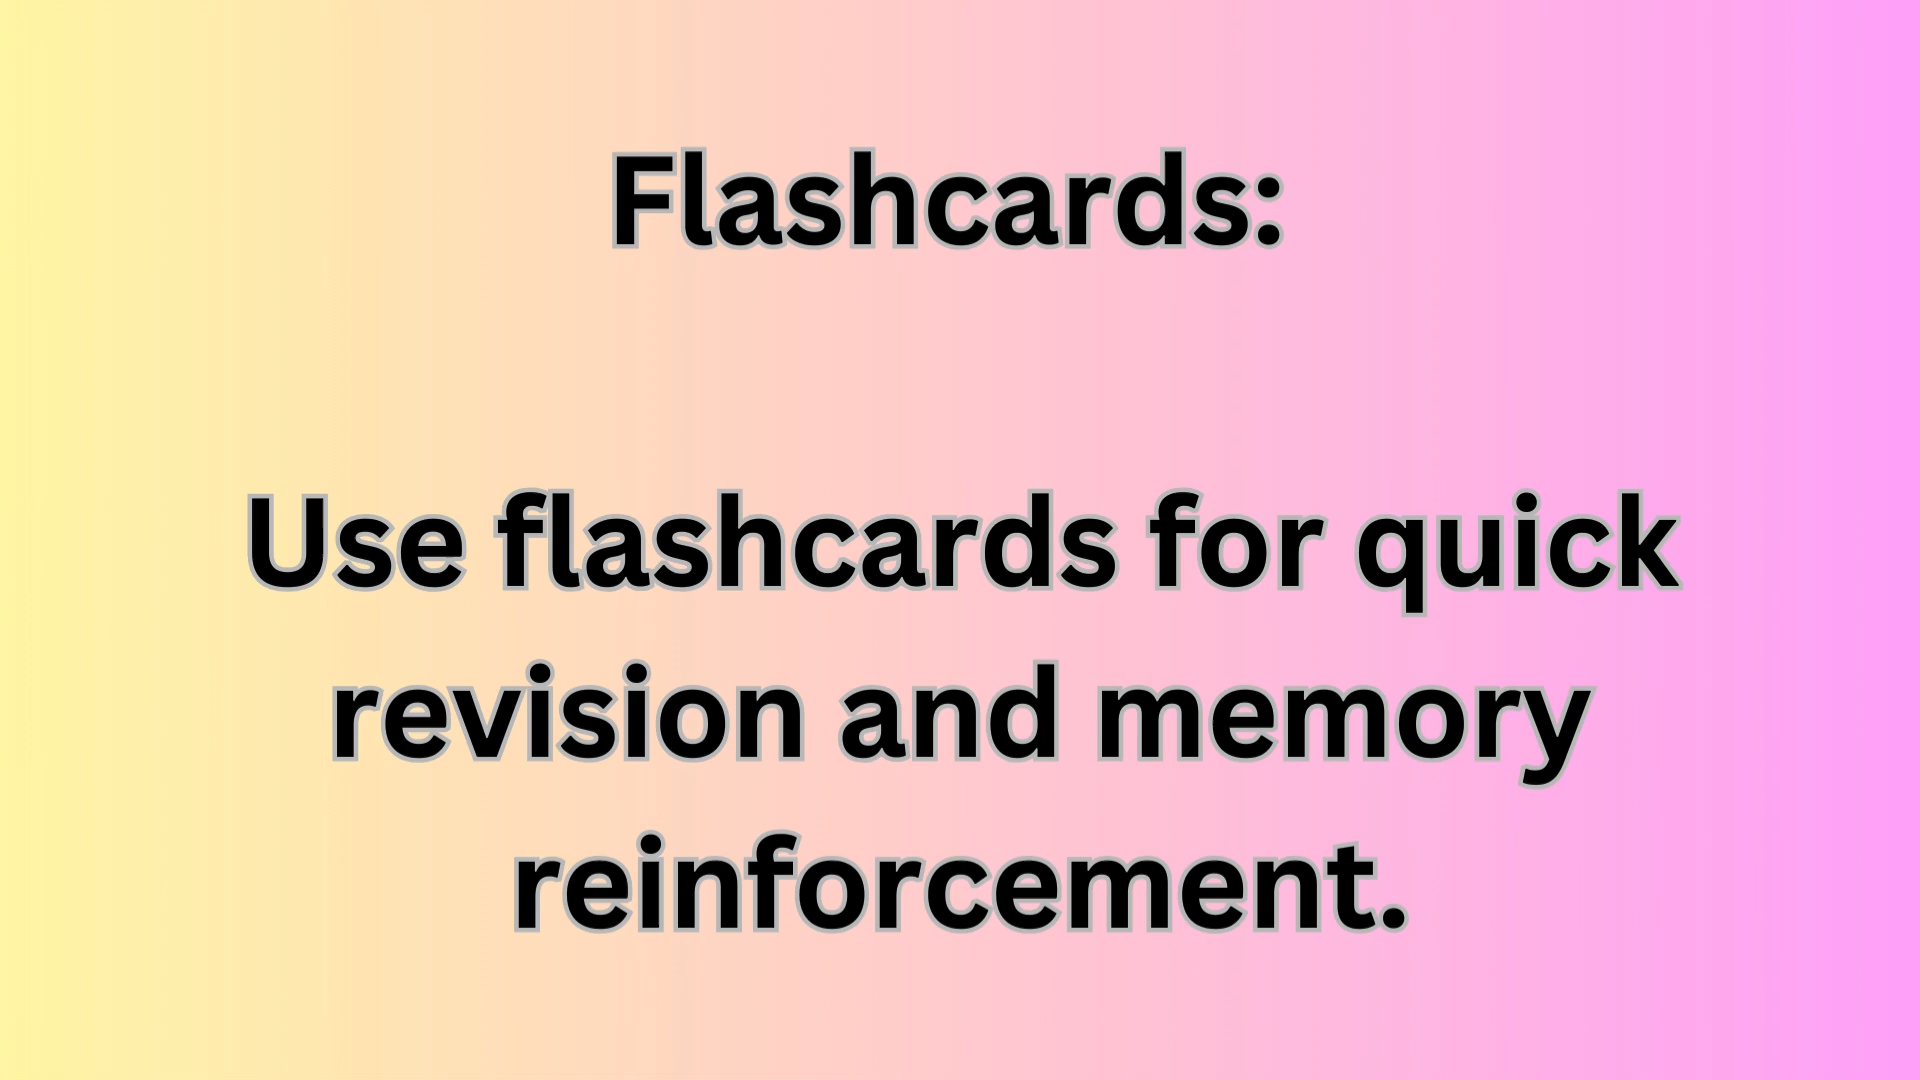 Flashcards:
Use flashcards for quick
revision and memory
reinforcement.